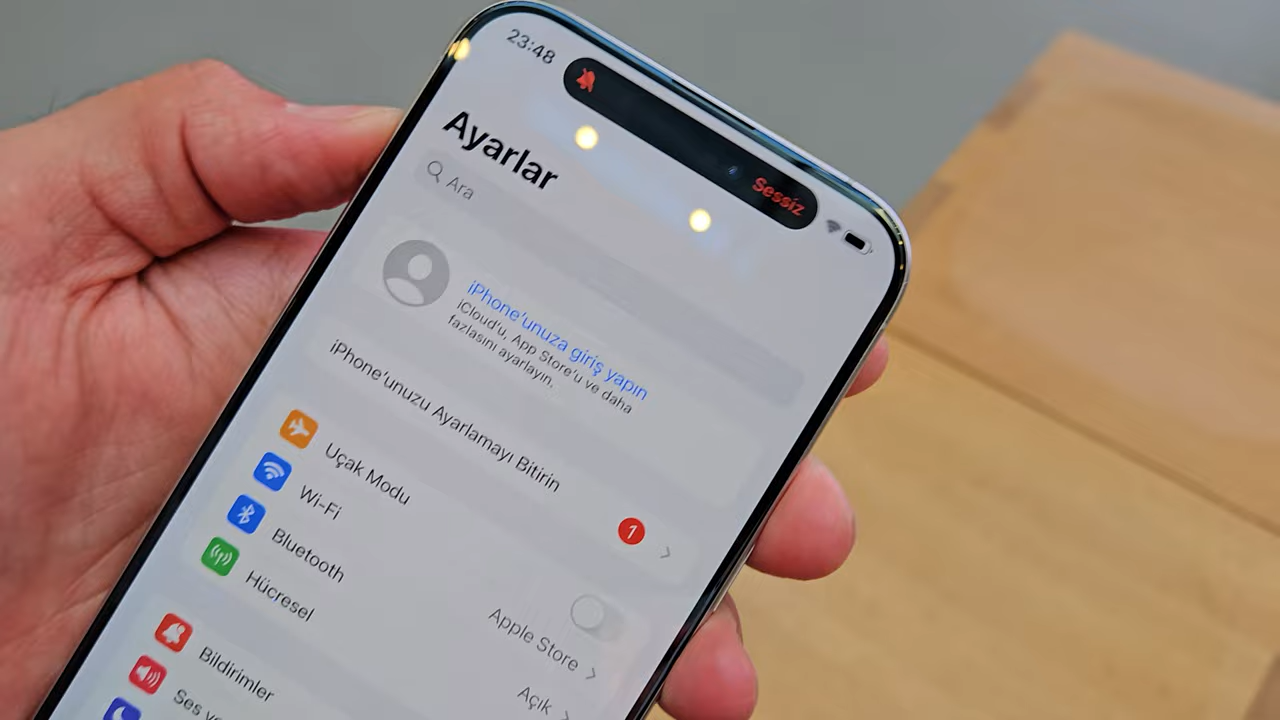 23:48
Sessiz
Ayarlar
Ara
iPhone'unuza giriş yapın
iCloud'u, App Store'u ve daha
fazlasını ayarlayın.
iPhone'unuzu Ayarlamayı Bitirin
1
Uçak Modu
Wi-Fi
Apple Store
Bluetooth
Açık
Hücresel
Bildirimler
Ses